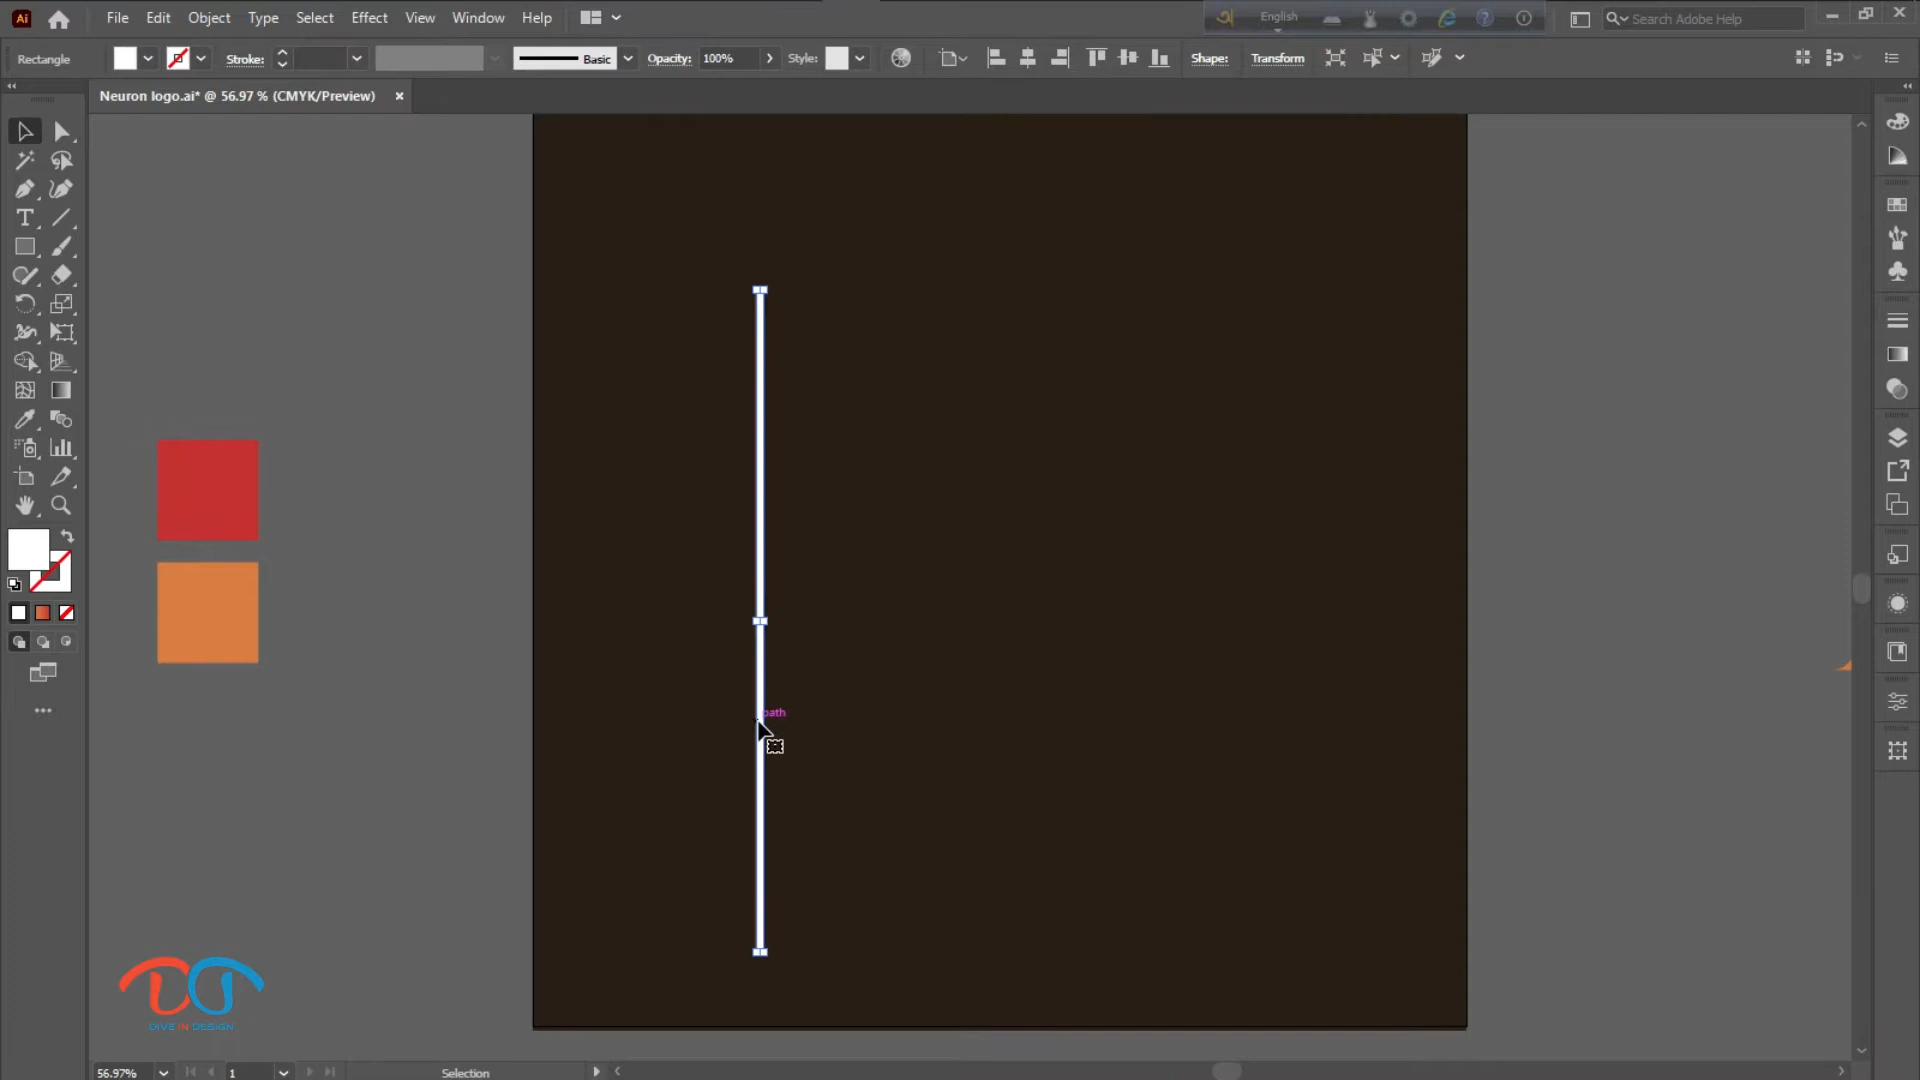 Ai File Edit Object Type Select Effect View Window Help
English
Search Adobe Help
Rectangle Stroke: Basic Opacity: 100% Style: Shape: Transform
Neuron logo.ai* @ 56.97 % (CMYK/Preview)
path
DIVE IN DESIGN
56.97% 1 Selection